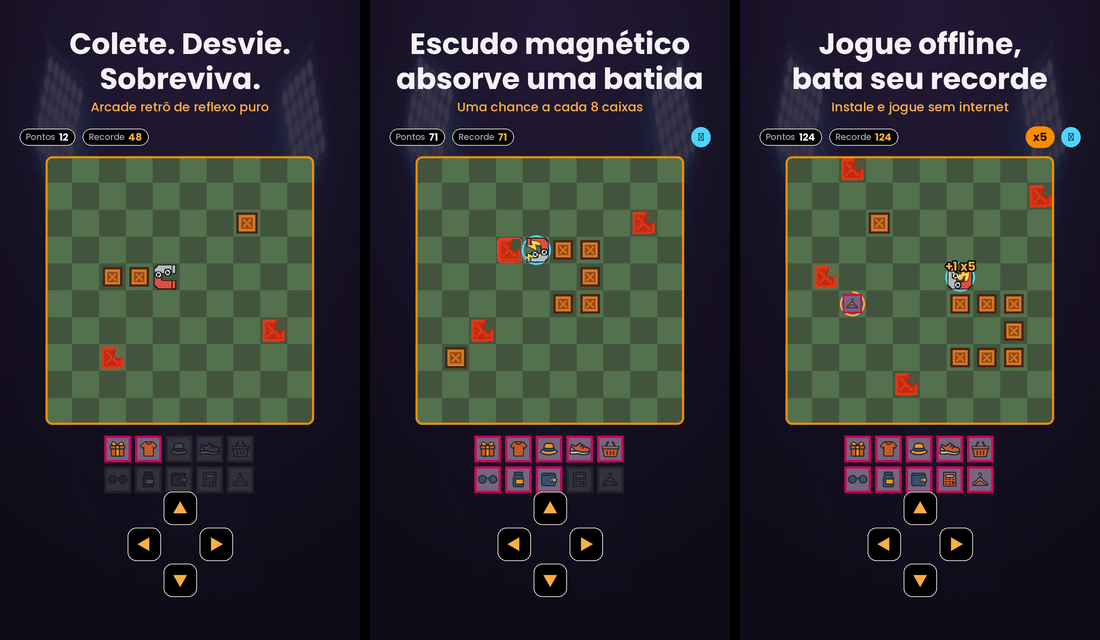 Colete. Desvie.
Sobreviva.
Arcade retrô de reflexo puro
Pontos 12
Recorde 48
Escudo magnético
absorve uma batida
Uma chance a cada 8 caixas
Pontos 71
Recorde 71
Jogue offline,
bata seu recorde
Instale e jogue sem internet
Pontos 124
Recorde 124
x5
+1 x5